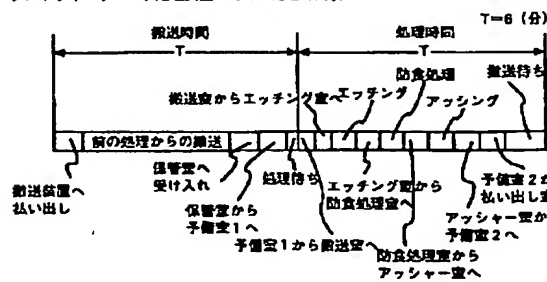 T=6(分)
搬送時間
処理時間
T
T
防食処理
搬送待ち
搬送室からエッチング室へ
エッチング
アッシング
前の処理からの搬送
搬送装置へ
払い出し
保管室へ
受け入れ
処理待ち
エッチング室から
防食処理室へ
予備室2か
払い出し室
保管室から
予備室1へ
アッシャー室か
予備室2へ
予備室1から搬送室へ
防食処理室から
アッシャー室へ